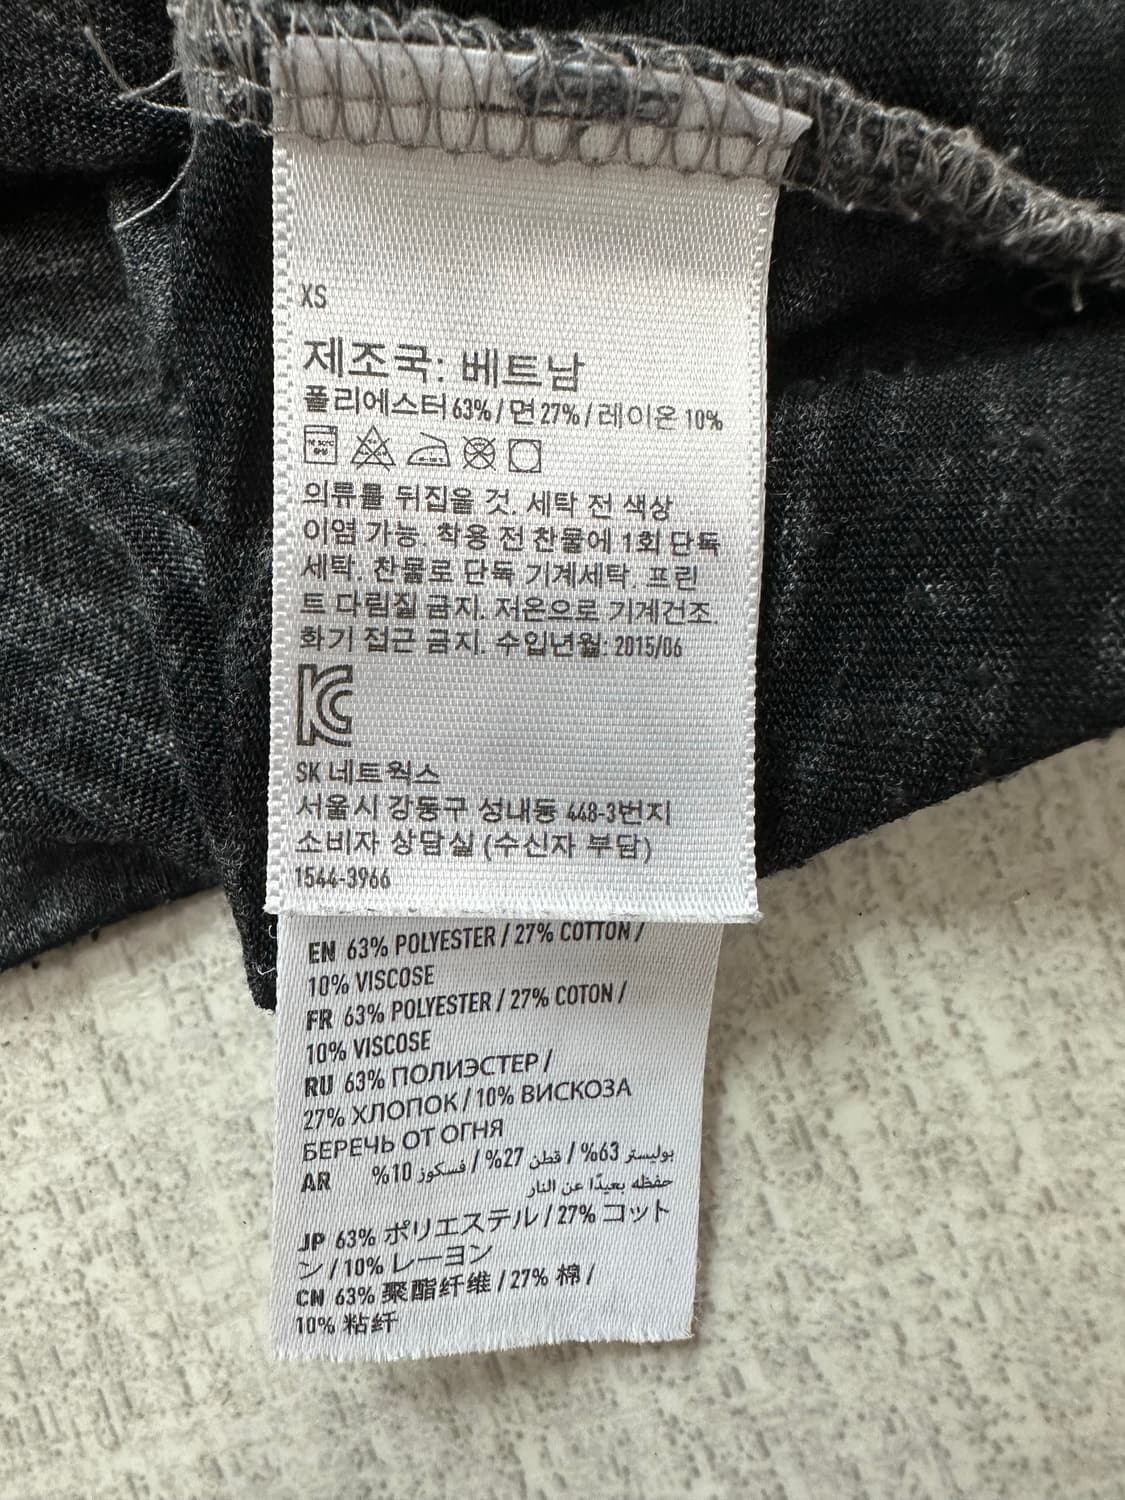 XS
제조국: 베트남
폴리에스터 63% / 면 27% / 레이온 10%
의류를 뒤집을 것. 세탁 전 색상
이염 가능. 착용 전 찬물에 1회 단독
세탁. 찬물로 단독 기계세탁. 프린
트 다림질 금지. 저온으로 기계건조.
화기 접근 금지. 수입년월: 2015/06
KC
SK 네트웍스
서울시 강동구 성내동 448-3번지
소비자 상담실 (수신자 부담)
1544-3966
EN 63% POLYESTER / 27% COTTON /
10% VISCOSE
FR 63% POLYESTER / 27% COTON /
10% VISCOSE
RU 63% ПОЛИЭСТЕР /
27% ХЛОПОК / 10% ВИСКОЗА
БЕРЕЧЬ ОТ ОГНЯ
AR بوليستر 63% / قطن 27% / فسكوز 10%
حفظه بعيدًا عن النار
JP 63% ポリエステル / 27% コット
ン / 10% レーヨン
CN 63% 聚酯纤维 / 27% 棉 /
10% 粘纤